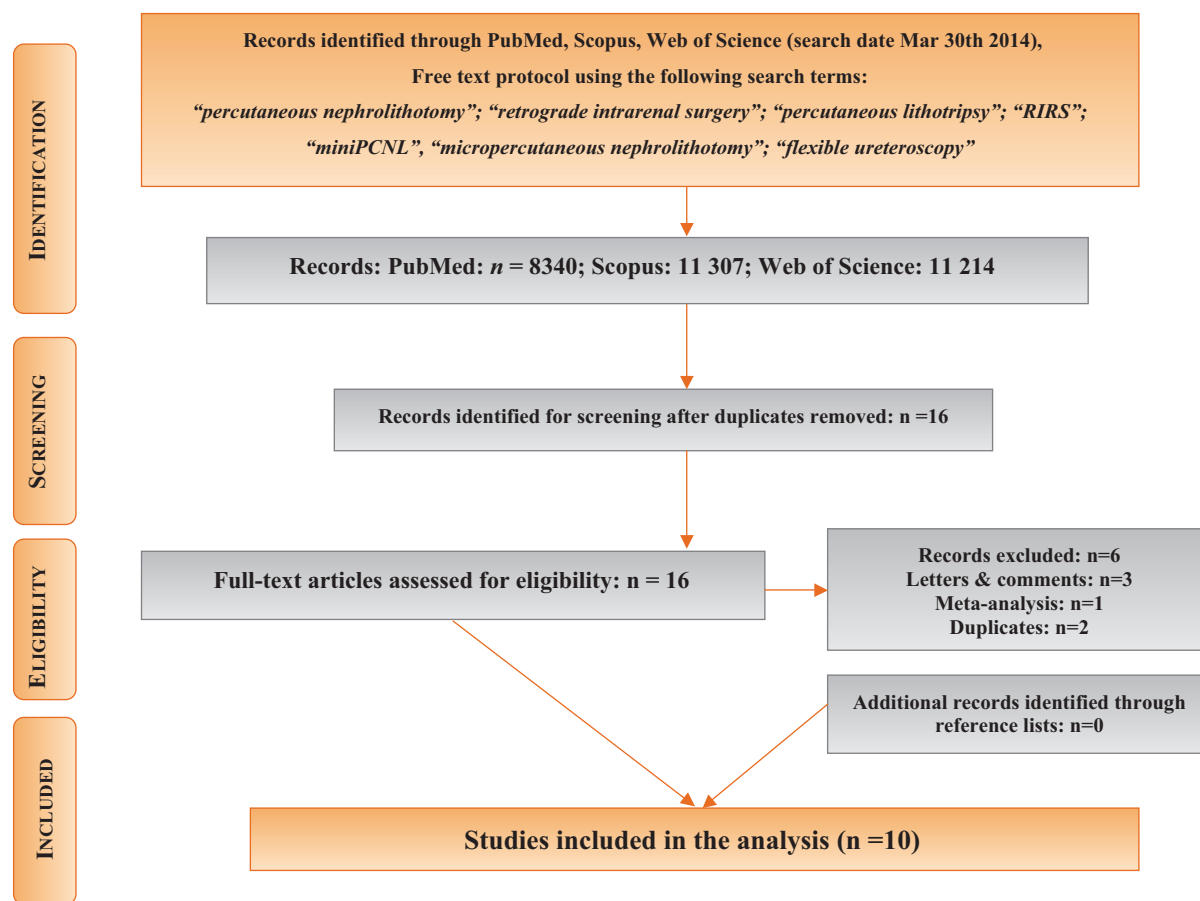 IDENTIFICATION
Records identified through PubMed, Scopus, Web of Science (search date Mar 30th 2014),
Free text protocol using the following search terms:
“percutaneous nephrolithotomy”; “retrograde intrarenal surgery”; “percutaneous lithotripsy”; “RIRS”;
“miniPCNL”, “micropercutaneous nephrolithotomy”; “flexible ureteroscopy”
Records: PubMed: n = 8340; Scopus: 11 307; Web of Science: 11 214
SCREENING
Records identified for screening after duplicates removed: n =16
ELIGIBILITY
Full-text articles assessed for eligibility: n = 16
Records excluded: n=6
Letters & comments: n=3
Meta-analysis: n=1
Duplicates: n=2
Additional records identified through
reference lists: n=0
INCLUDED
Studies included in the analysis (n =10)